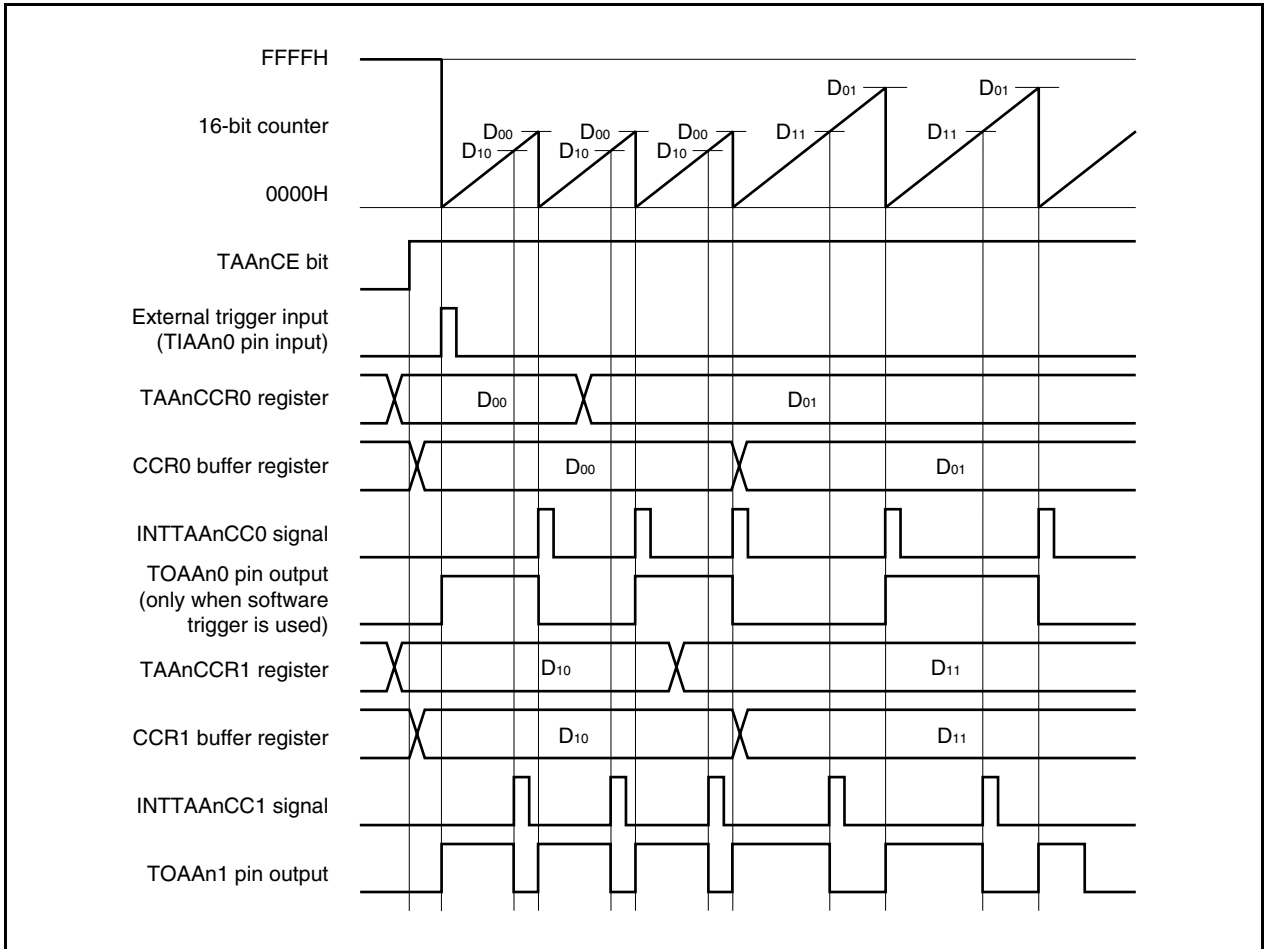 FFFFH
16-bit counter
0000H
D00 D00 D00 D01 D01
D10 D10 D10 D11 D11
TAAnCE bit
External trigger input
(TIAAn0 pin input)
TAAnCCR0 register
D00 D01
CCR0 buffer register
D00 D01
INTTAAnCC0 signal
TOAAn0 pin output
(only when software
trigger is used)
TAAnCCR1 register
D10 D11
CCR1 buffer register
D10 D11
INTTAAnCC1 signal
TOAAn1 pin output